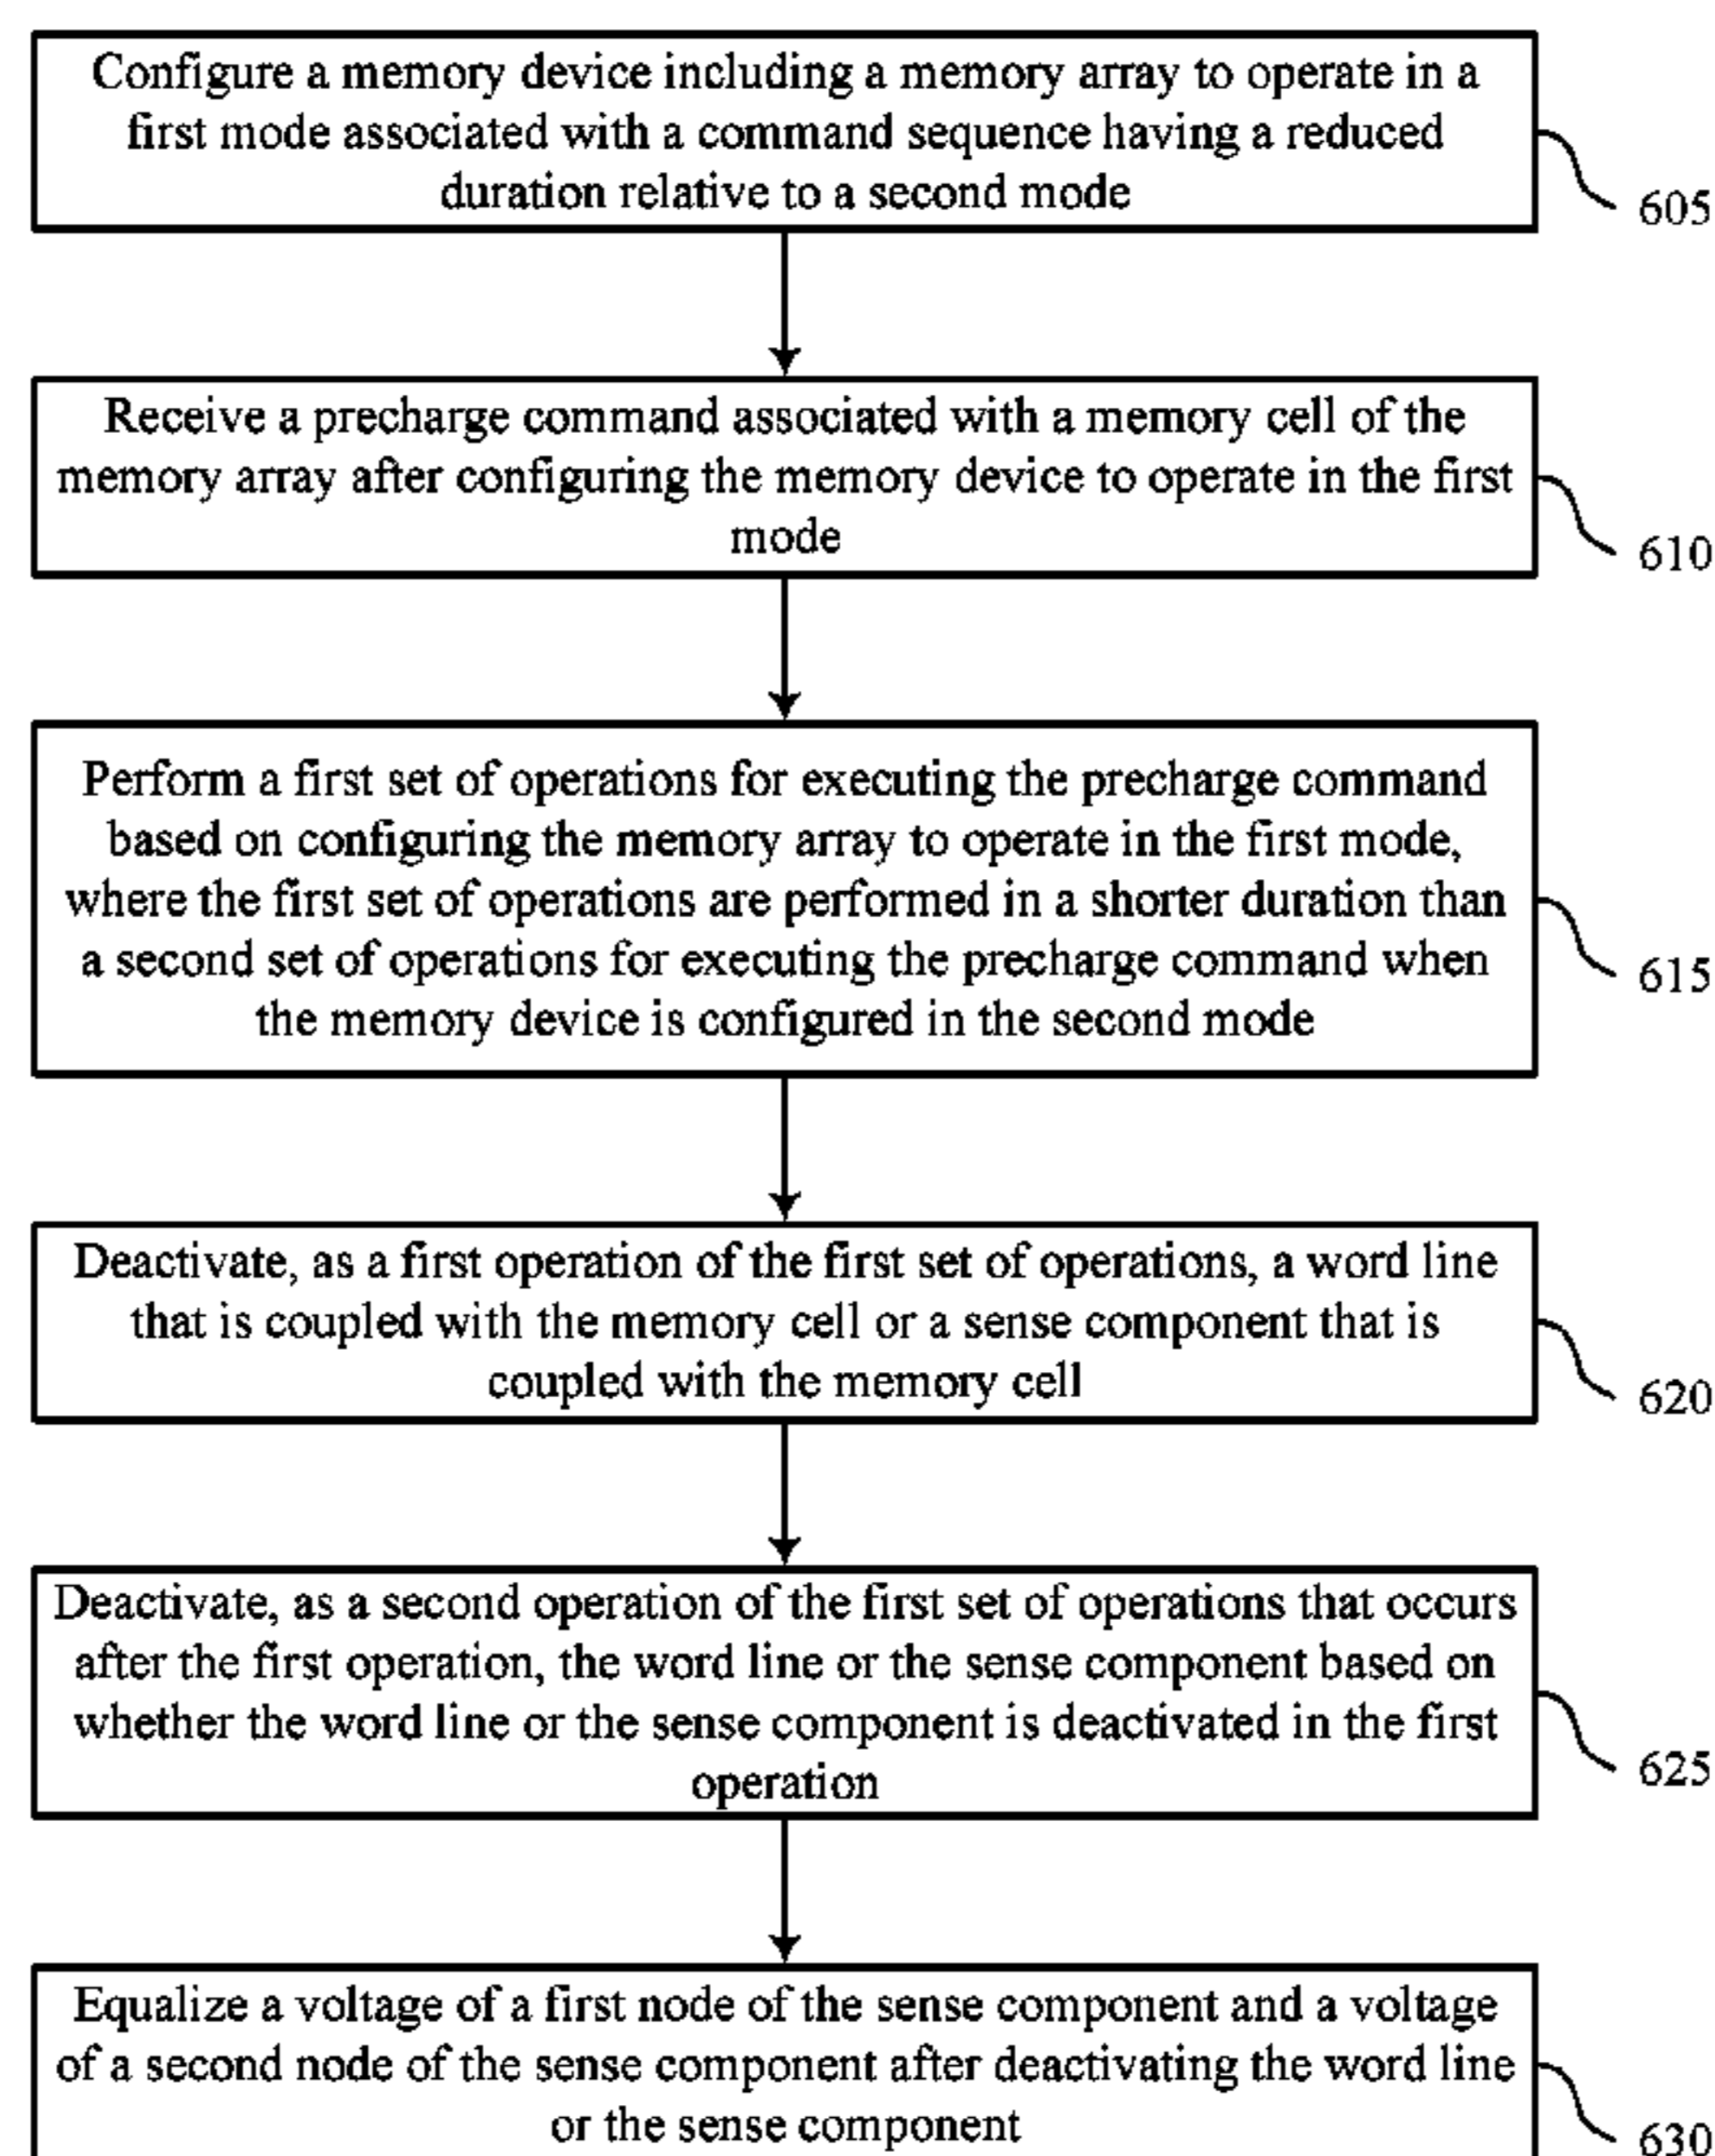 Configure a memory device including a memory array to operate in a
first mode associated with a command sequence having a reduced
duration relative to a second mode
605
Receive a precharge command associated with a memory cell of the
memory array after configuring the memory device to operate in the first
mode
610
Perform a first set of operations for executing the precharge command
based on configuring the memory array to operate in the first mode,
where the first set of operations are performed in a shorter duration than
a second set of operations for executing the precharge command when
the memory device is configured in the second mode
615
Deactivate, as a first operation of the first set of operations, a word line
that is coupled with the memory cell or a sense component that is
coupled with the memory cell
620
Deactivate, as a second operation of the first set of operations that occurs
after the first operation, the word line or the sense component based on
whether the word line or the sense component is deactivated in the first
operation
625
Equalize a voltage of a first node of the sense component and a voltage
of a second node of the sense component after deactivating the word line
or the sense component
630